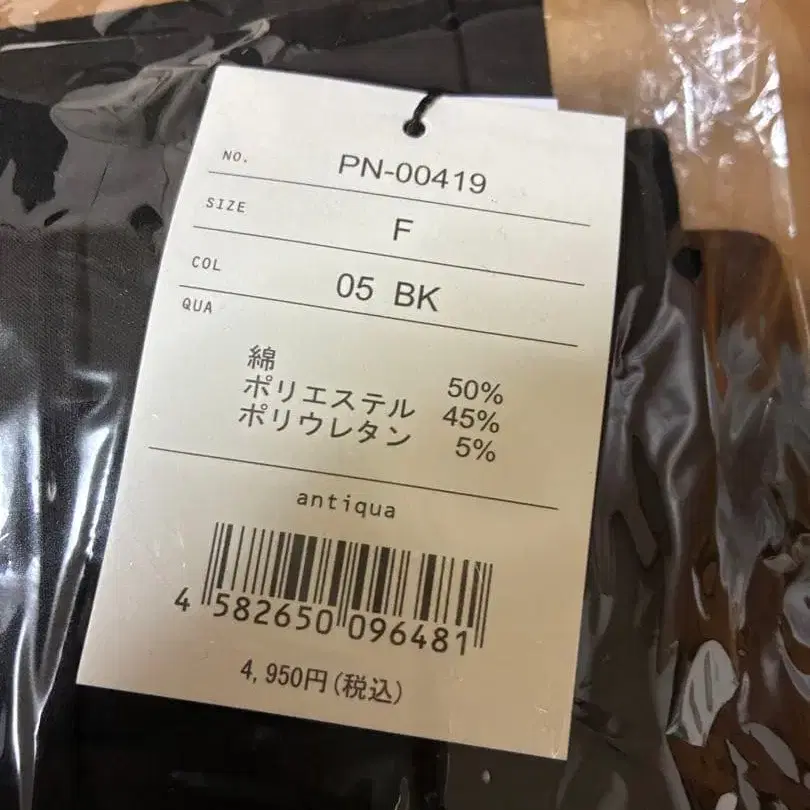 NO. PN-00419
SIZE F
COL 05 BK
QUA
綿 50%
ポリエステル 45%
ポリウレタン 5%
antiqua
4 582650 096481
4,950円(税込)